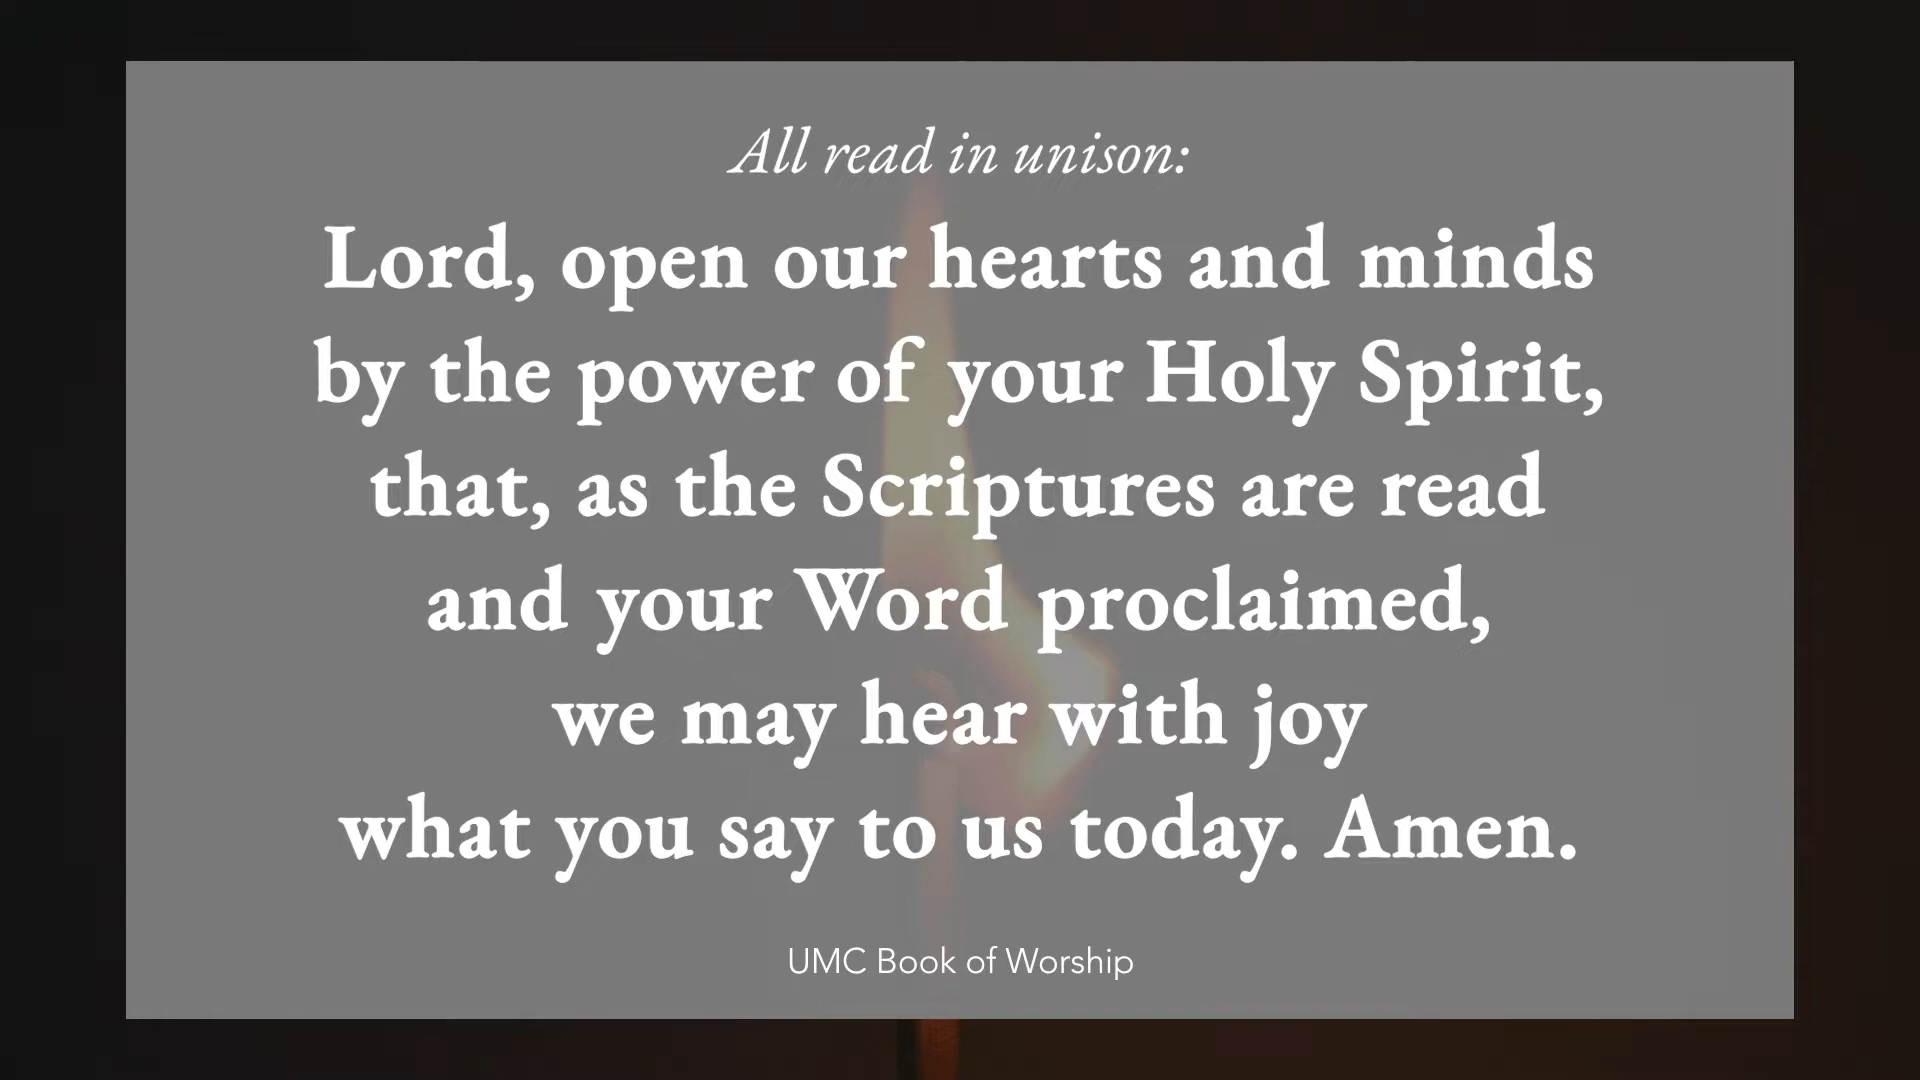 All read in unison:
Lord, open our hearts and minds
by the power of your Holy Spirit,
that, as the Scriptures are read
and your Word proclaimed,
we may hear with joy
what you say to us today. Amen.
UMC Book of Worship